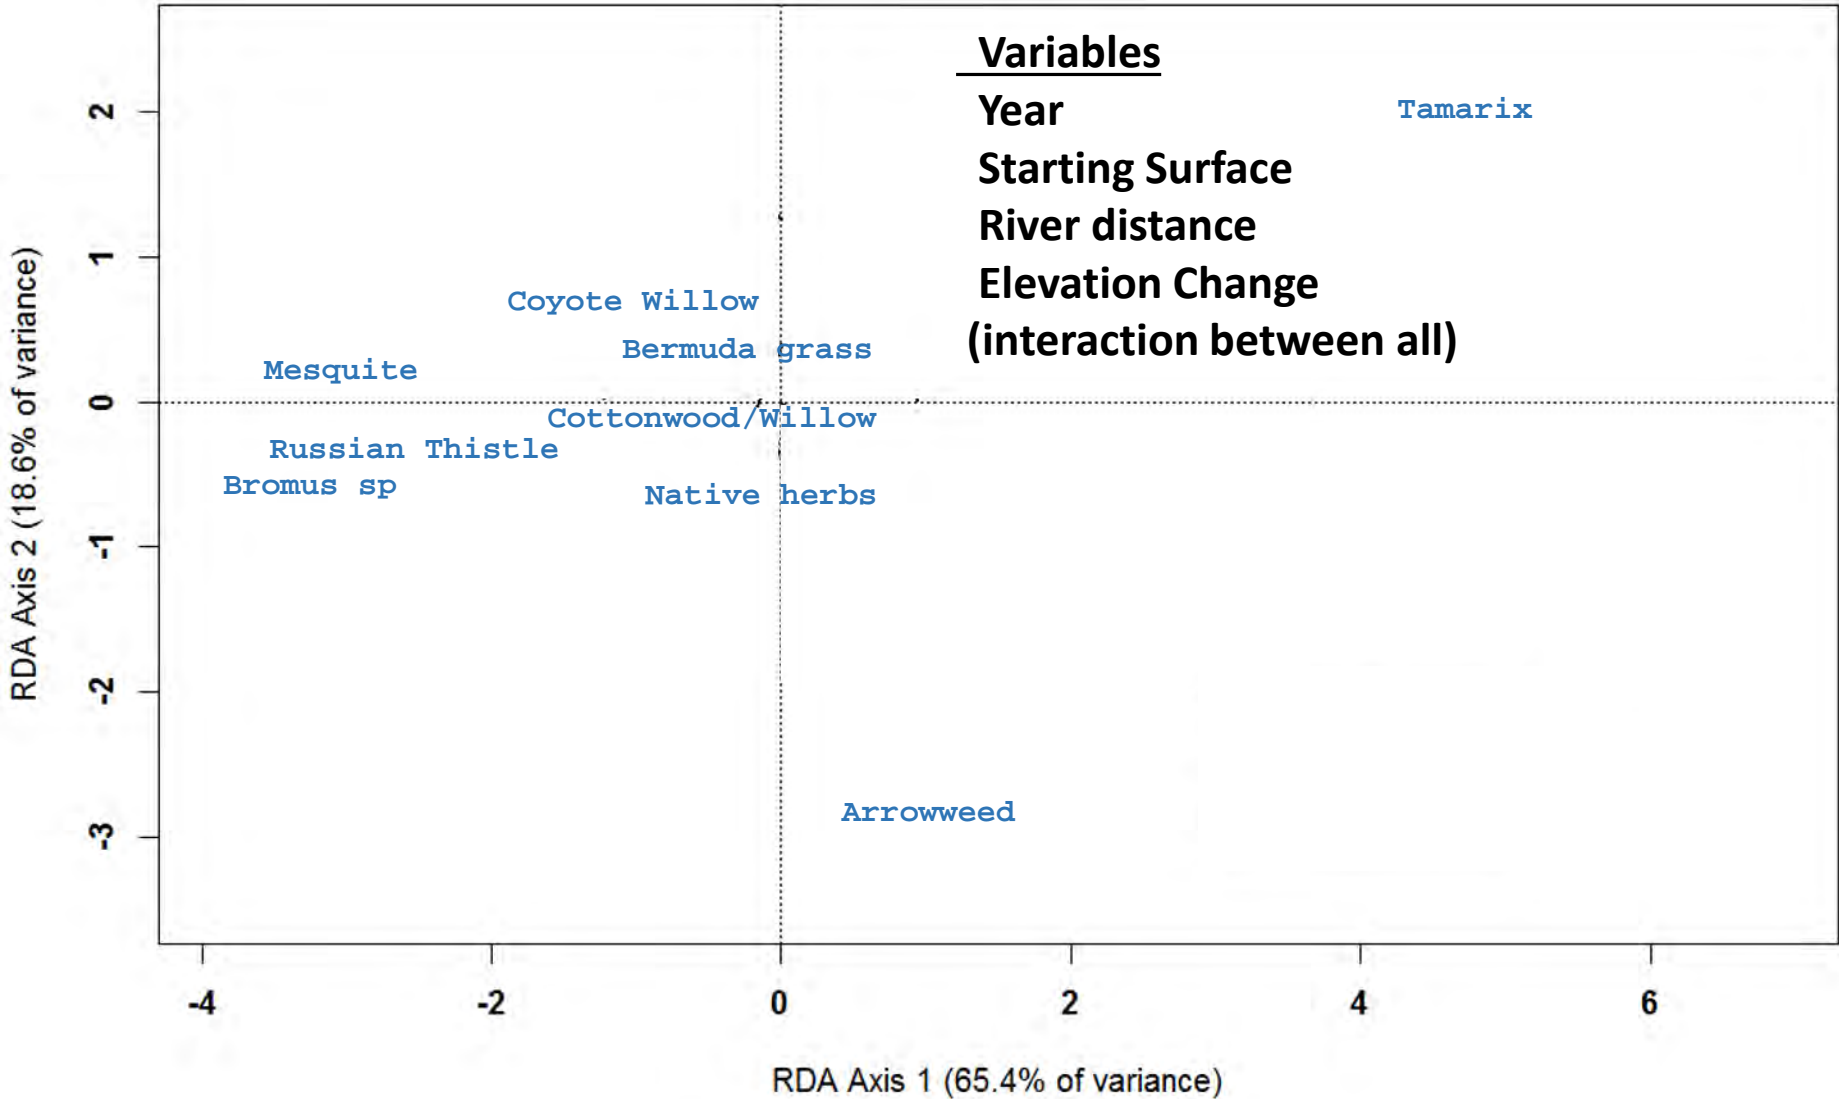 Variables
Year
Tamarix
Starting Surface
River distance
Elevation Change
(interaction between all)
Coyote Willow
Bermuda grass
Mesquite
Cottonwood/Willow
Russian Thistle
Bromus sp
Native herbs
Arrowweed
RDA Axis 2 (18.6% of variance)
2
1
0
-1
-2
-3
-4 -2 0 2 4 6
RDA Axis 1 (65.4% of variance)